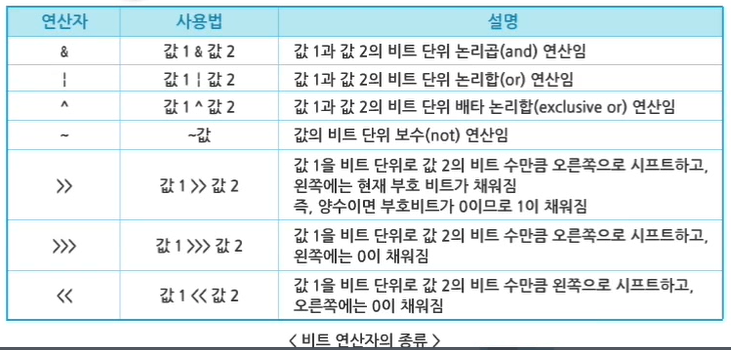 연산자 사용법 설명
& 값 1 & 값 2 값 1과 값 2의 비트 단위 논리곱(and) 연산임
¦ 값 1 ¦ 값 2 값 1과 값 2의 비트 단위 논리합(or) 연산임
^ 값 1 ^ 값 2 값 1과 값 2의 비트 단위 배타 논리합(exclusive or) 연산임
~ ~값 값의 비트 단위 보수(not) 연산임
>> 값 1 >> 값 2 값 1을 비트 단위로 값 2의 비트 수만큼 오른쪽으로 시프트하고,
왼쪽에는 현재 부호 비트가 채워짐
즉, 양수이면 부호비트가 0이므로 1이 채워짐
>>> 값 1 >>> 값 2 값 1을 비트 단위로 값 2의 비트 수만큼 오른쪽으로 시프트하고,
왼쪽에는 0이 채워짐
<< 값 1 << 값 2 값 1을 비트 단위로 값 2의 비트 수만큼 왼쪽으로 시프트하고,
오른쪽에는 0이 채워짐
< 비트 연산자의 종류 >